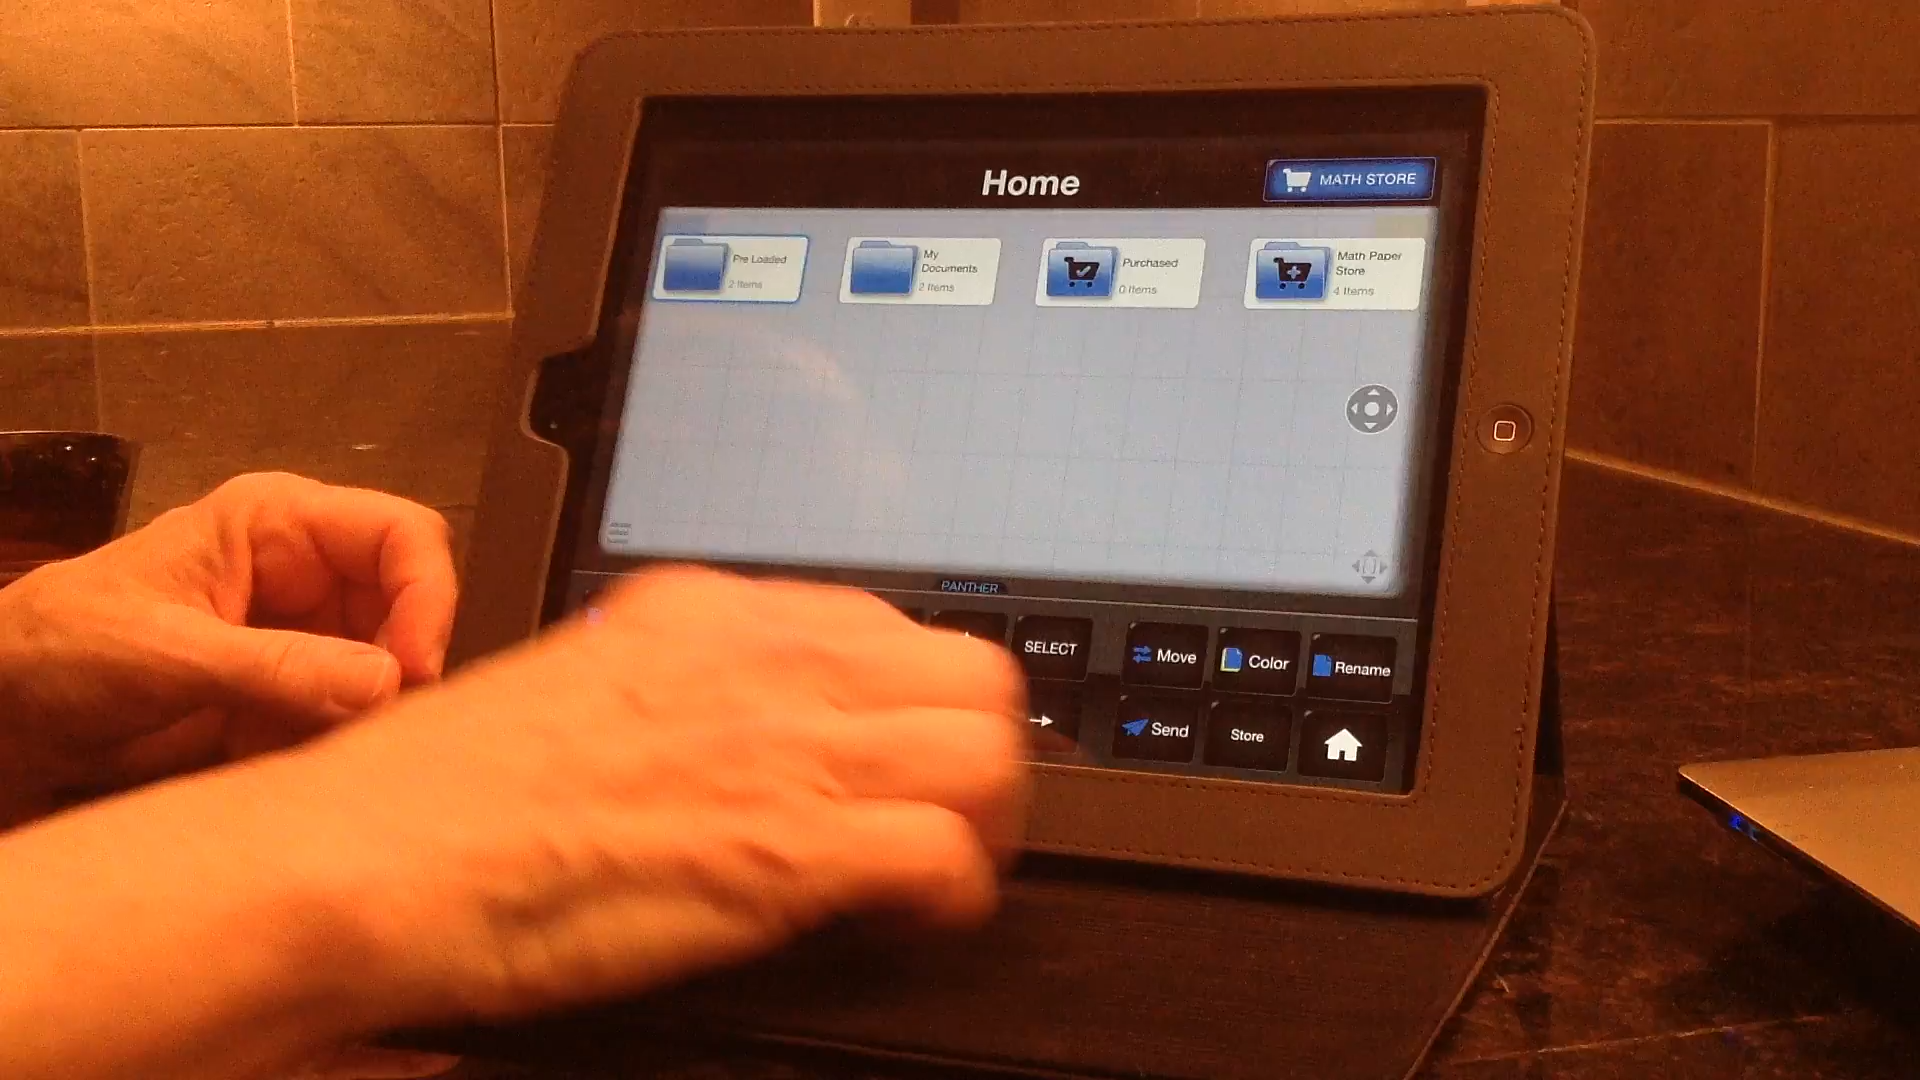 Home
MATH STORE
Pre Loaded
2 Items
My
Documents
2 Items
Purchased
0 Items
Math Paper
Store
4 Items
PANTHER
SELECT
Move
Color
Rename
Send
Store